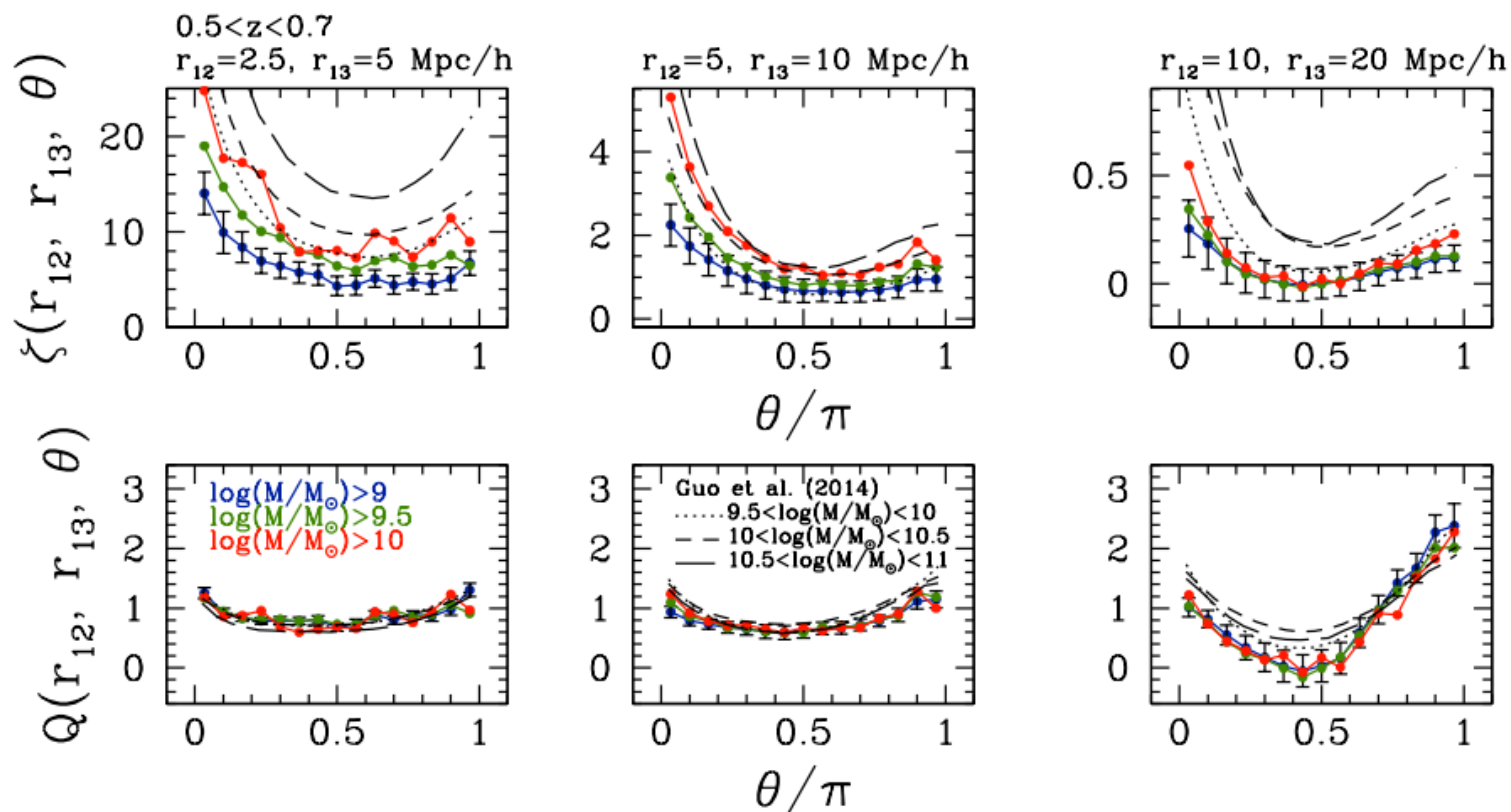 0.5<z<0.7
r₁₂=2.5, r₁₃=5 Mpc/h
r₁₂=5, r₁₃=10 Mpc/h
r₁₂=10, r₁₃=20 Mpc/h
ζ(r₁₂, r₁₃, θ)
20
10
0
4
2
0
0.5
0
0 0.5 1
0 0.5 1
0 0.5 1
θ/π
Q(r₁₂, r₁₃, θ)
3
2
1
0
log(M/M⊙)>9
log(M/M⊙)>9.5
log(M/M⊙)>10
3
2
1
0
Guo et al. (2014)
9.5<log(M/M⊙)<10
10<log(M/M⊙)<10.5
10.5<log(M/M⊙)<11
3
2
1
0
0 0.5 1
0 0.5 1
0 0.5 1
θ/π